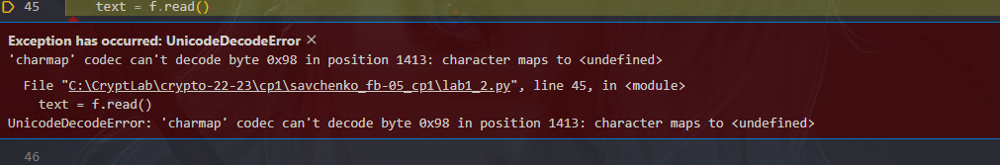 45 text = f.read()
Exception has occurred: UnicodeDecodeError ×
'charmap' codec can't decode byte 0x98 in position 1413: character maps to <undefined>
File "C:\CryptLab\crypto-22-23\cp1\savchenko_fb-05_cp1\lab1_2.py", line 45, in <module>
text = f.read()
UnicodeDecodeError: 'charmap' codec can't decode byte 0x98 in position 1413: character maps to <undefined>
46